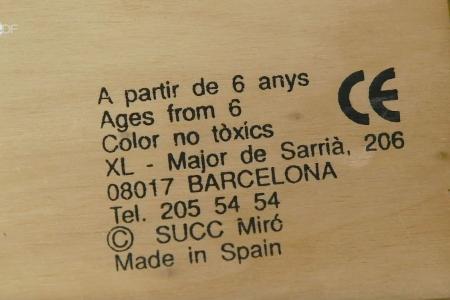 A partir de 6 anys
Ages from 6
Color no tòxics
XL - Major de Sarrià, 206
08017 BARCELONA
Tel. 205 54 54
© SUCC Miró
Made in Spain
CE